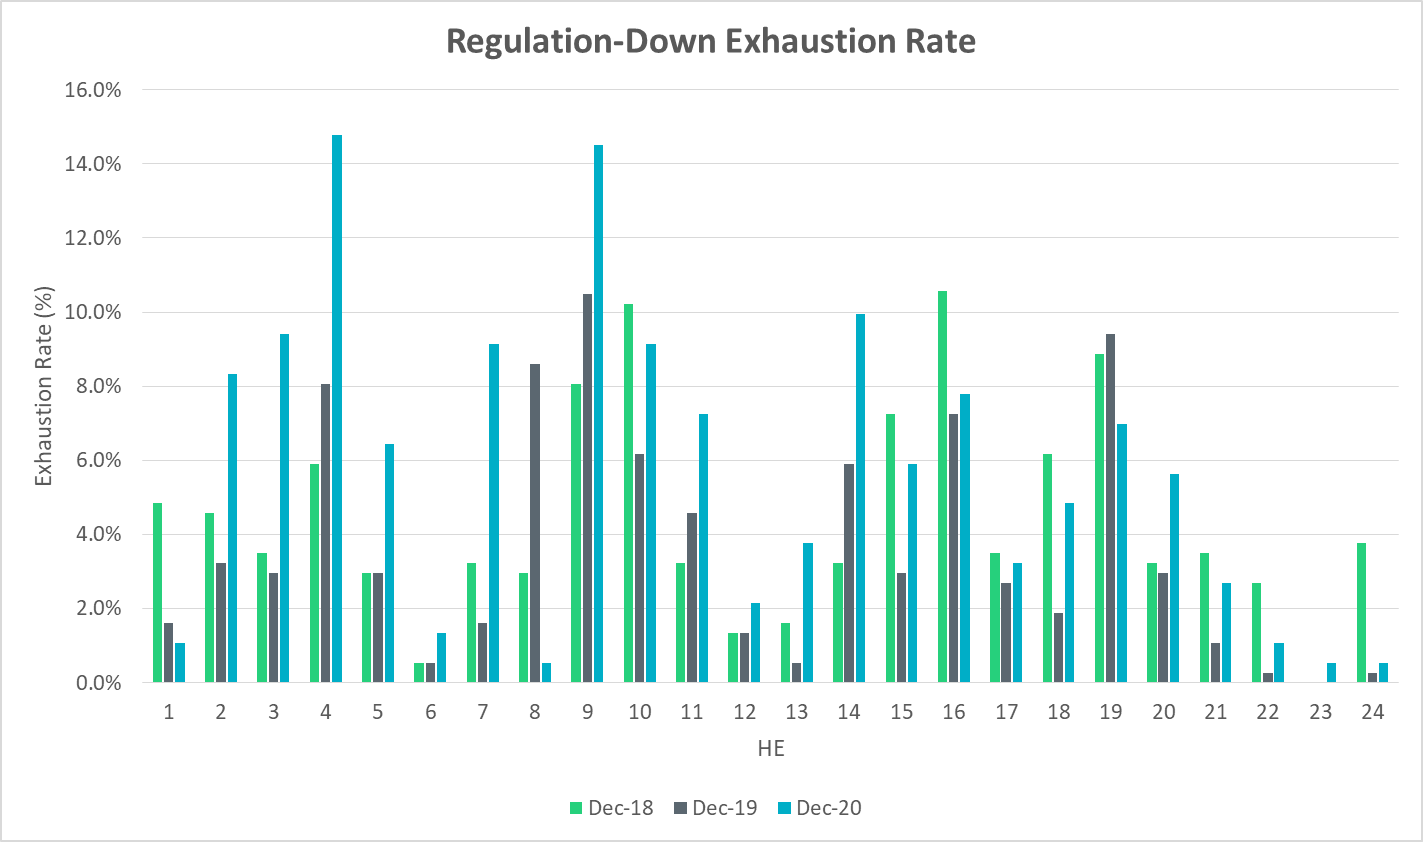 Regulation-Down Exhaustion Rate
16.0%
14.0%
12.0%
10.0%
8.0%
6.0%
4.0%
2.0%
0.0%
Exhaustion Rate (%)
1 2 3 4 5 6 7 8 9 10 11 12 13 14 15 16 17 18 19 20 21 22 23 24
HE
Dec-18 Dec-19 Dec-20